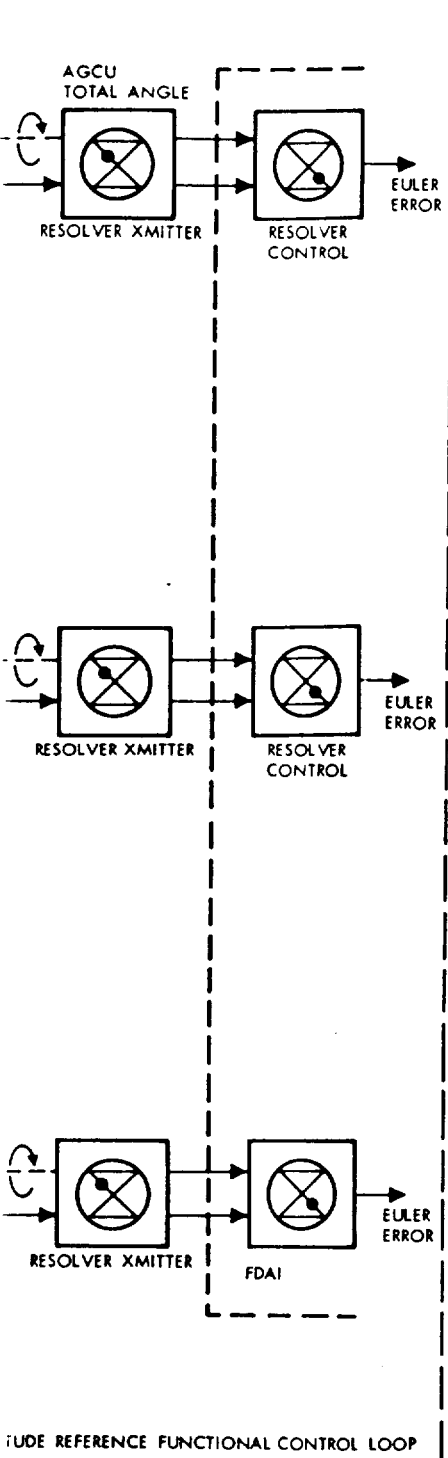 AGCU
TOTAL ANGLE
RESOLVER XMITTER
RESOLVER
CONTROL
EULER
ERROR
RESOLVER XMITTER
RESOLVER
CONTROL
EULER
ERROR
RESOLVER XMITTER
FDAI
EULER
ERROR
TUDE REFERENCE FUNCTIONAL CONTROL LOOP